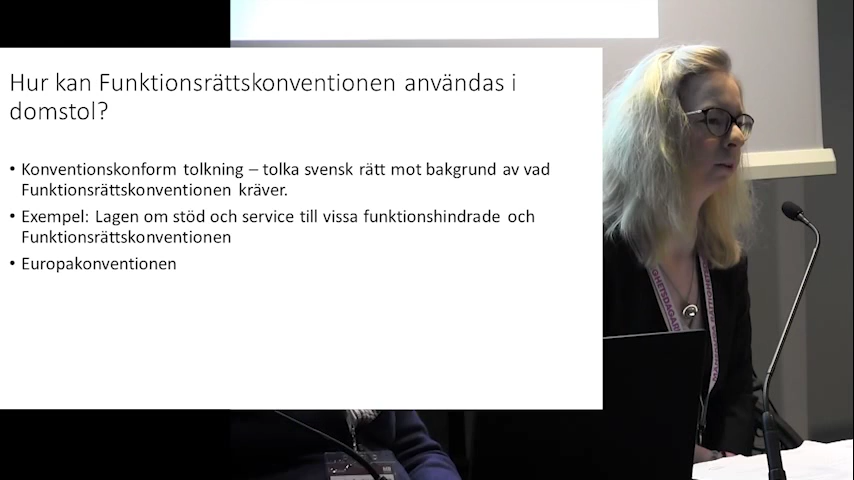 Hur kan Funktionsrättskonventionen användas i
domstol?
• Konventionskonform tolkning – tolka svensk rätt mot bakgrund av vad
Funktionsrättskonventionen kräver.
• Exempel: Lagen om stöd och service till vissa funktionshindrade och
Funktionsrättskonventionen
• Europakonventionen